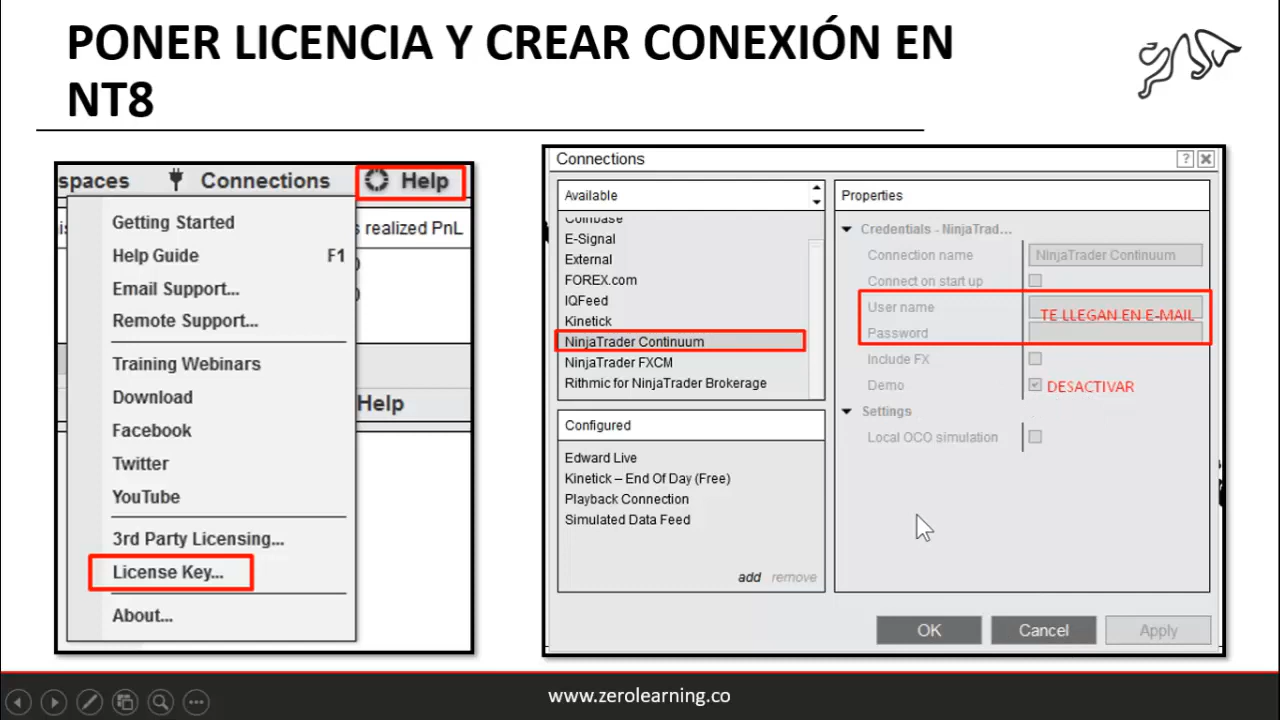 PONER LICENCIA Y CREAR CONEXIÓN EN
NT8
spaces Connections Help
Getting Started
s realized PnL
Help Guide F1
Email Support...
Remote Support...
Training Webinars
Download
Help
Facebook
Twitter
YouTube
3rd Party Licensing...
License Key...
About...
Connections
Available
Coinbase
E-Signal
External
FOREX.com
IQFeed
Kinetick
NinjaTrader Continuum
NinjaTrader FXCM
Rithmic for NinjaTrader Brokerage
Configured
Edward Live
Kinetick – End Of Day (Free)
Playback Connection
Simulated Data Feed
add remove
Properties
Credentials - NinjaTrad...
Connection name NinjaTrader Continuum
Connect on start up
User name
TE LLEGAN EN E-MAIL
Password
Include FX
Demo DESACTIVAR
Settings
Local OCO simulation
OK Cancel Apply
www.zerolearning.co